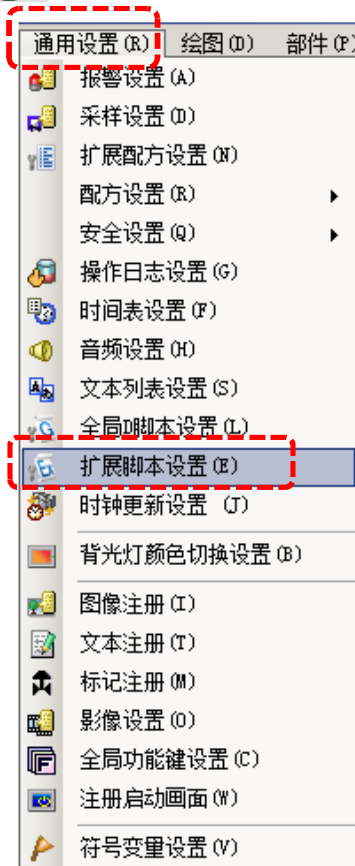 通用设置(R) 绘图(D) 部件(P)
报警设置(A)
采样设置(D)
扩展配方设置(N)
配方设置(R)
安全设置(Q)
操作日志设置(G)
时间表设置(F)
音频设置(H)
文本列表设置(S)
全局D脚本设置(L)
扩展脚本设置(E)
时钟更新设置 (J)
背光灯颜色切换设置(B)
图像注册(I)
文本注册(T)
标记注册(M)
影像设置(O)
全局功能键设置(C)
注册启动画面(W)
符号变量设置(V)